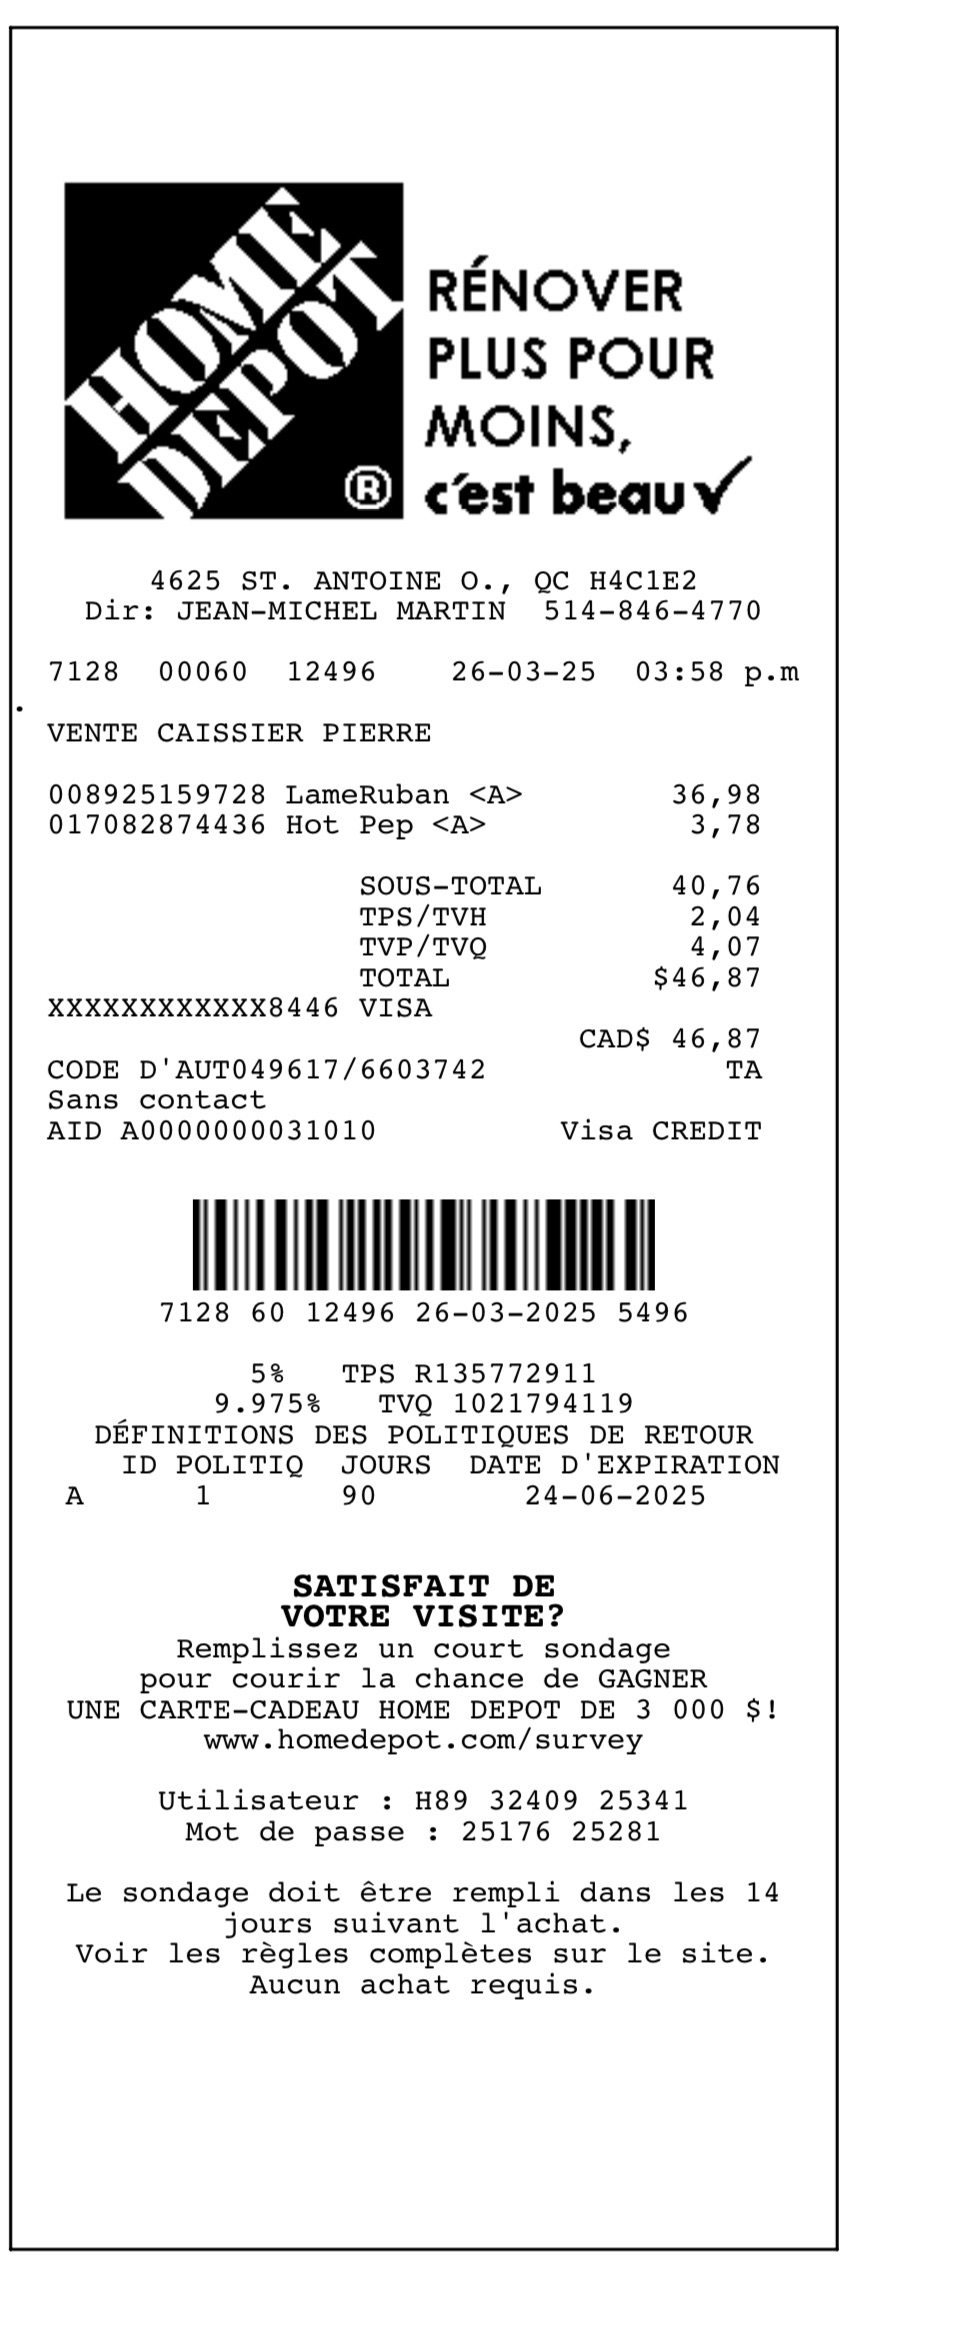 HOME
DEPOT
®
RÉNOVER
PLUS POUR
MOINS,
c'est beau
4625 ST. ANTOINE O., QC H4C1E2
Dir: JEAN-MICHEL MARTIN 514-846-4770
7128 00060 12496 26-03-25 03:58 p.m
.
VENTE CAISSIER PIERRE
008925159728 LameRuban <A> 36,98
017082874436 Hot Pep <A> 3,78
SOUS-TOTAL 40,76
TPS/TVH 2,04
TVP/TVQ 4,07
TOTAL $46,87
XXXXXXXXXXXX8446 VISA
CAD$ 46,87
CODE D'AUT049617/6603742 TA
Sans contact
AID A0000000031010 Visa CREDIT
7128 60 12496 26-03-2025 5496
5% TPS R135772911
9.975% TVQ 1021794119
DÉFINITIONS DES POLITIQUES DE RETOUR
ID POLITIQ JOURS DATE D'EXPIRATION
A 1 90 24-06-2025
SATISFAIT DE
VOTRE VISITE?
Remplissez un court sondage
pour courir la chance de GAGNER
UNE CARTE-CADEAU HOME DEPOT DE 3 000 $!
www.homedepot.com/survey
Utilisateur : H89 32409 25341
Mot de passe : 25176 25281
Le sondage doit être rempli dans les 14
jours suivant l'achat.
Voir les règles complètes sur le site.
Aucun achat requis.